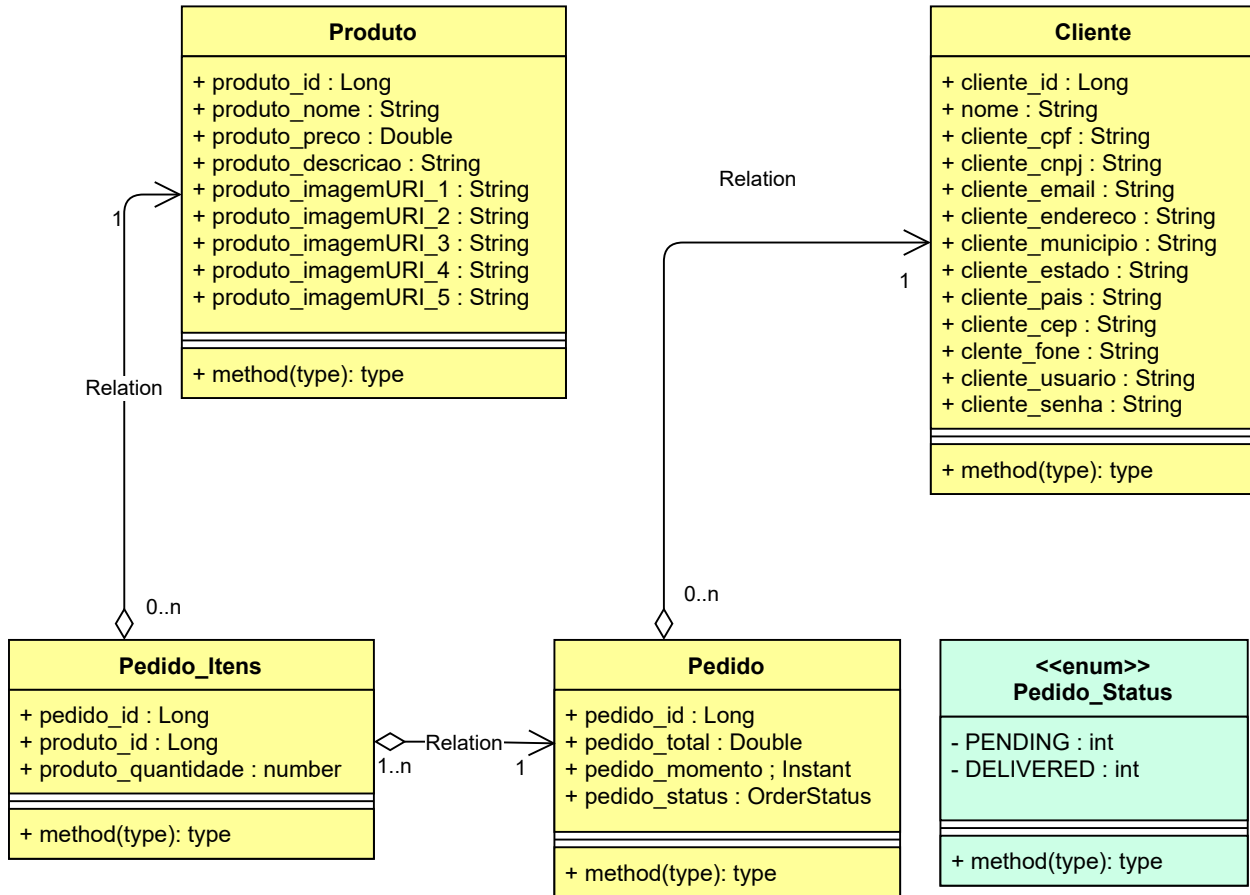 Produto
+ produto_id : Long
+ produto_nome : String
+ produto_preco : Double
+ produto_descricao : String
+ produto_imagemURI_1 : String
+ produto_imagemURI_2 : String
+ produto_imagemURI_3 : String
+ produto_imagemURI_4 : String
+ produto_imagemURI_5 : String
+ method(type): type
Cliente
+ cliente_id : Long
+ nome : String
+ cliente_cpf : String
+ cliente_cnpj : String
+ cliente_email : String
+ cliente_endereco : String
+ cliente_municipio : String
+ cliente_estado : String
+ cliente_pais : String
+ cliente_cep : String
+ clente_fone : String
+ cliente_usuario : String
+ cliente_senha : String
+ method(type): type
1
Relation
0..n
Relation
1
0..n
Pedido_Itens
+ pedido_id : Long
+ produto_id : Long
+ produto_quantidade : number
+ method(type): type
Relation
1..n
1
Pedido
+ pedido_id : Long
+ pedido_total : Double
+ pedido_momento ; Instant
+ pedido_status : OrderStatus
+ method(type): type
<<enum>>
Pedido_Status
- PENDING : int
- DELIVERED : int
+ method(type): type